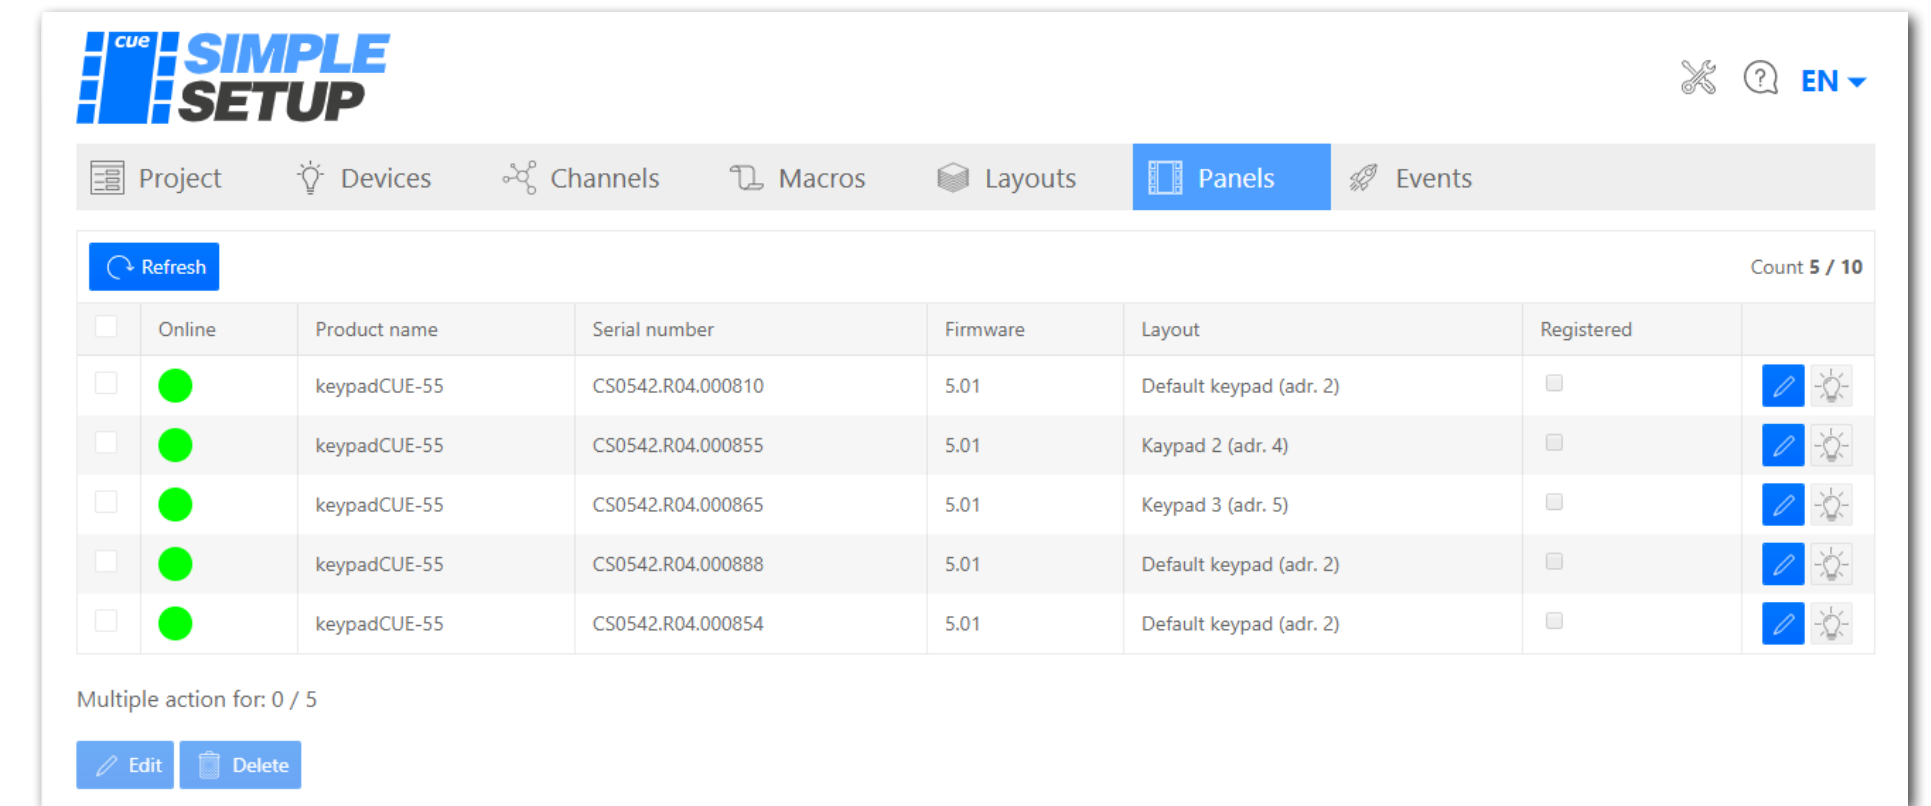 cue SIMPLE
SETUP
EN
Project Devices Channels Macros Layouts Panels Events
Refresh Count 5 / 10
Online Product name Serial number Firmware Layout Registered
keypadCUE-55 CS0542.R04.000810 5.01 Default keypad (adr. 2)
keypadCUE-55 CS0542.R04.000855 5.01 Kaypad 2 (adr. 4)
keypadCUE-55 CS0542.R04.000865 5.01 Keypad 3 (adr. 5)
keypadCUE-55 CS0542.R04.000888 5.01 Default keypad (adr. 2)
keypadCUE-55 CS0542.R04.000854 5.01 Default keypad (adr. 2)
Multiple action for: 0 / 5
Edit Delete